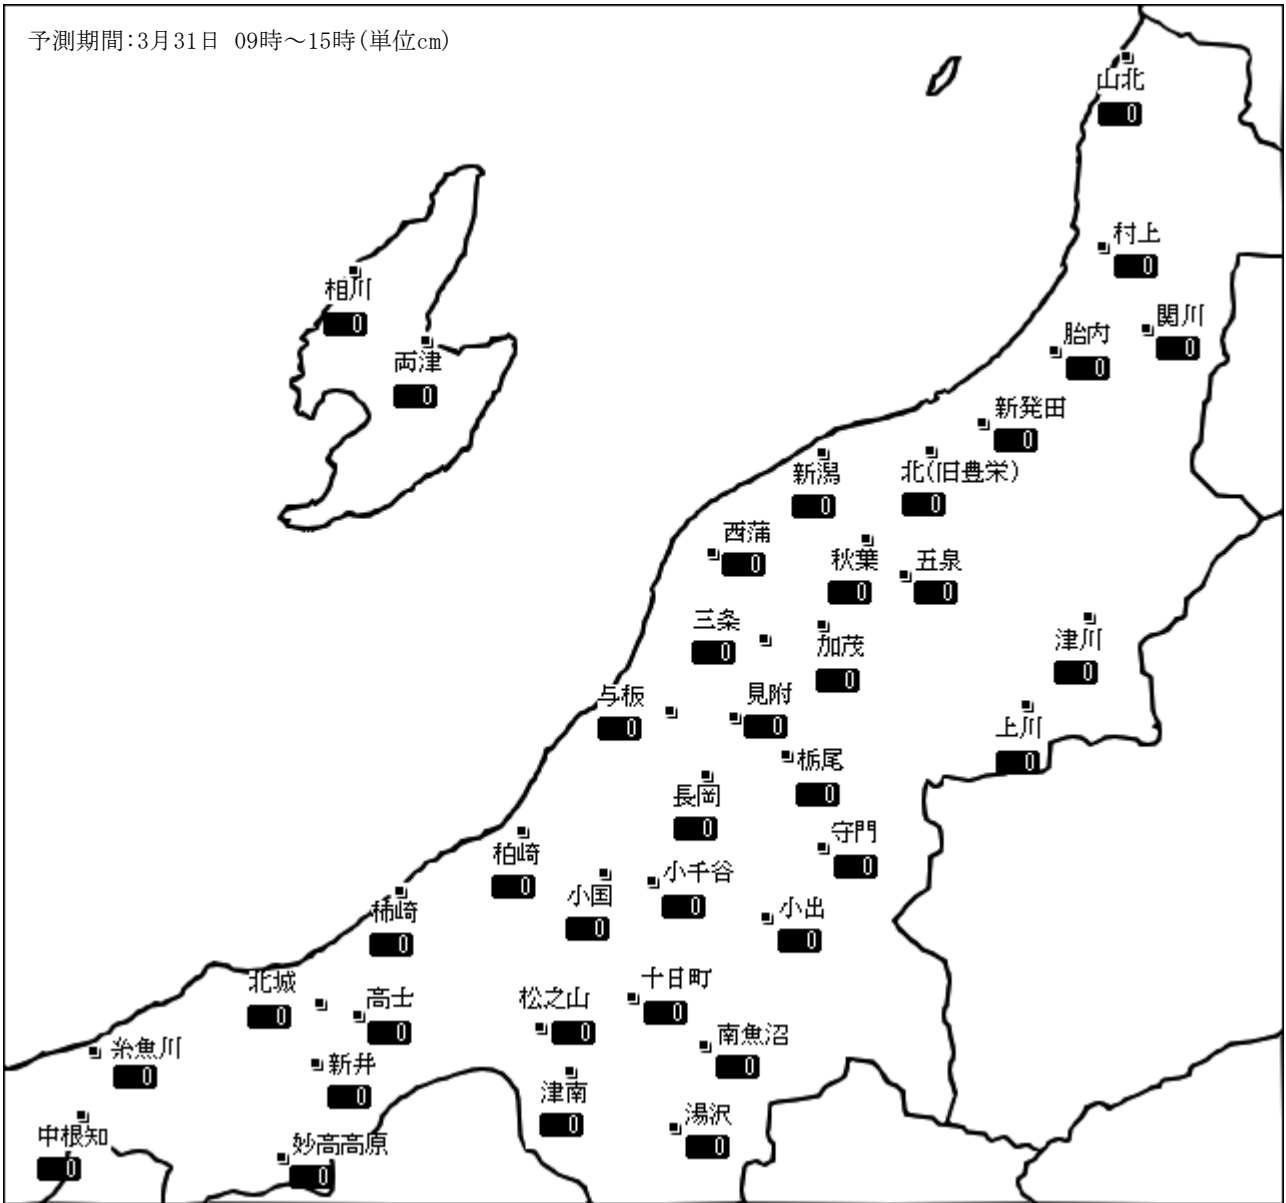 予測期間:3月31日 09時～15時(単位cm)
山北
0
村上
0
相川
0
関川
0
胎内
0
両津
0
新発田
0
新潟
0
北(旧豊栄)
0
西蒲
0
秋葉
0
五泉
0
三条
0
加茂
0
津川
0
与板
0
見附
0
上川
0
栃尾
0
長岡
0
守門
0
柏崎
0
小国
0
小千谷
0
小出
0
柿崎
0
北城
0
高士
0
松之山
0
十日町
0
南魚沼
0
糸魚川
0
新井
0
津南
0
湯沢
0
中根知
0
妙高高原
0